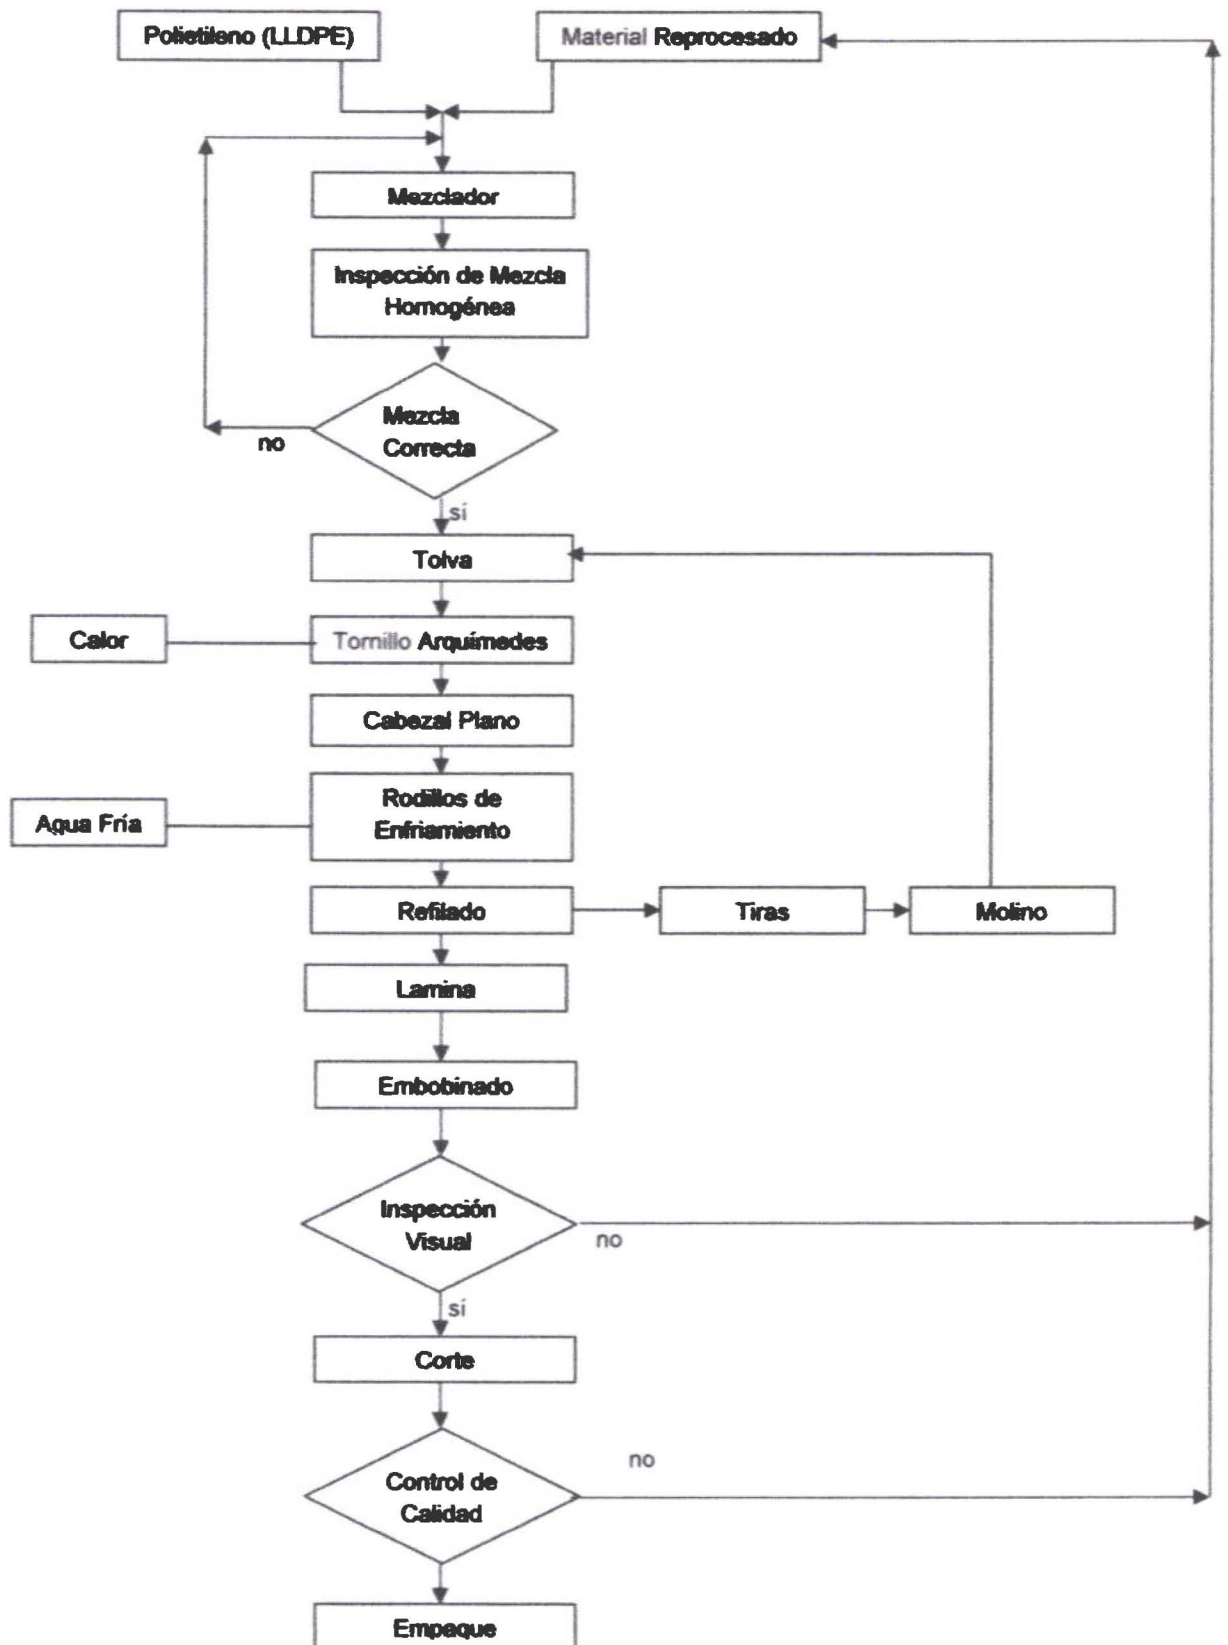 Polietileno (LLDPE)
Material Reprocesado
Mezclador
Inspección de Mezcla
Homogénea
Mezcla
Correcta
no
sí
Tolva
Calor
Tornillo Arquímedes
Cabezal Plano
Rodillos de
Enfriamiento
Agua Fría
Refilado
Tiras
Molino
Lamina
Embobinado
Inspección
Visual
no
sí
Corte
Control de
Calidad
no
Empaque